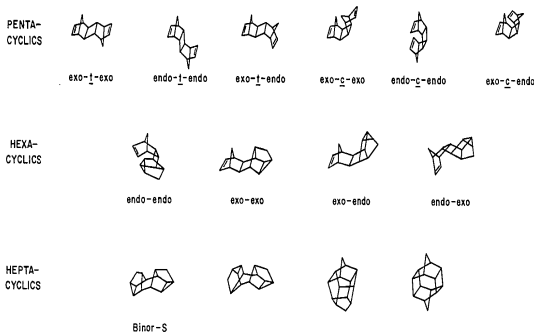 PENTA-
CYCLICS
exo-t-exo
endo-t-endo
exo-t-endo
exo-c-exo
endo-c-endo
exo-c-endo
HEXA-
CYCLICS
endo-endo
exo-exo
exo-endo
endo-exo
HEPTA-
CYCLICS
Binor-S